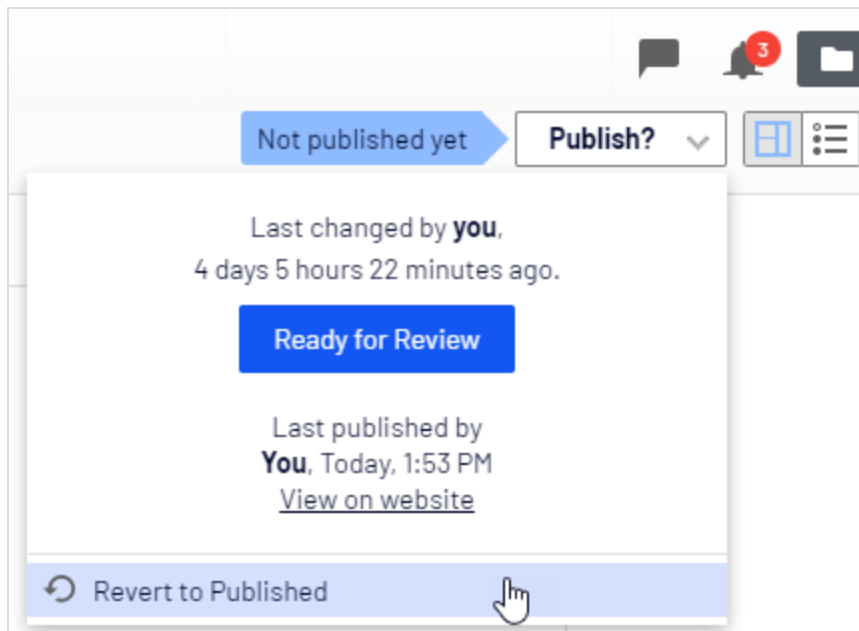 3
Not published yet
Publish?
Last changed by you,
4 days 5 hours 22 minutes ago.
Ready for Review
Last published by
You, Today, 1:53 PM
View on website
Revert to Published